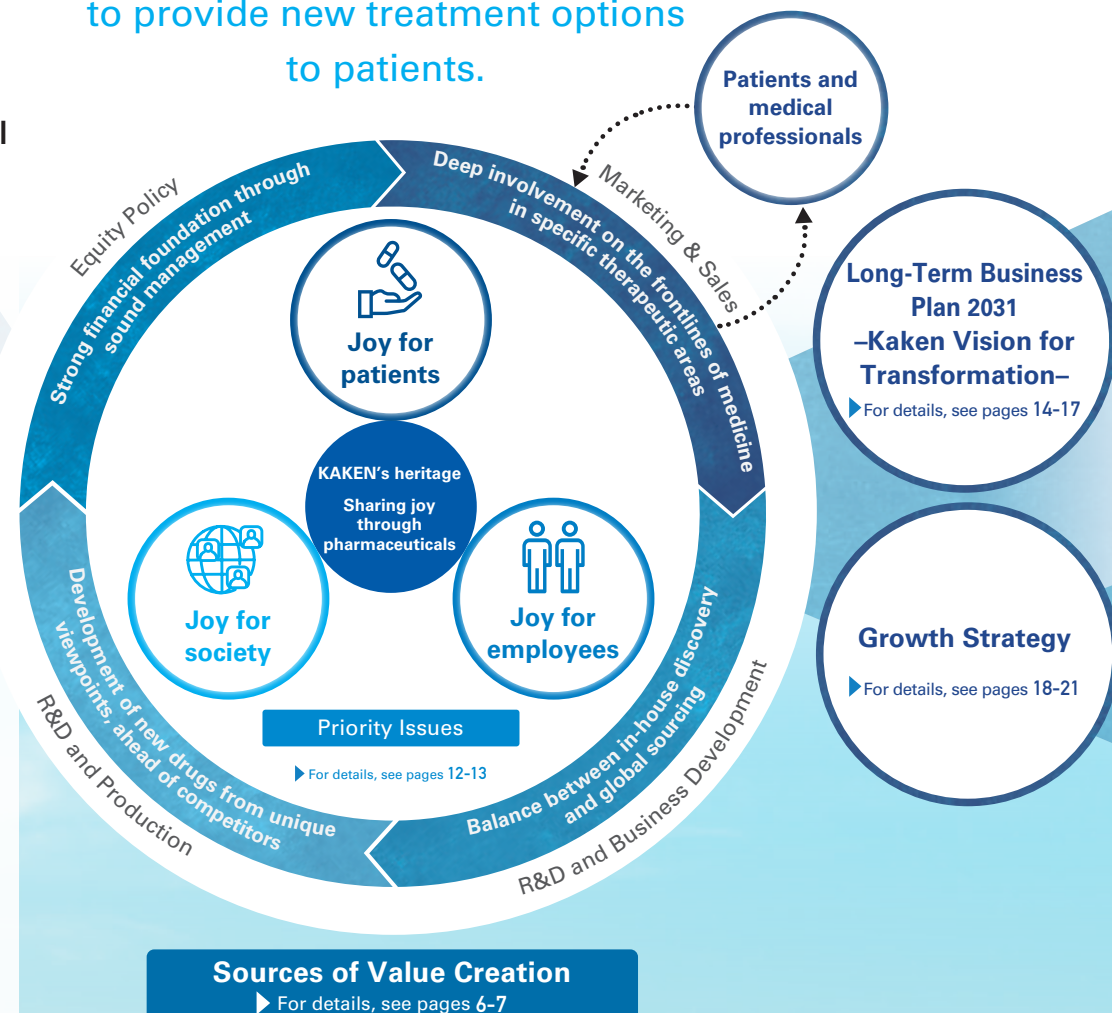 to provide new treatment options
to patients.
l
Patients and
medical
professionals
Equity Policy
Strong financial foundation through
sound management
Deep involvement on the frontlines of medicine
in specific therapeutic areas
Marketing & Sales
Joy for
patients
KAKEN's heritage
Sharing joy
through
pharmaceuticals
Joy for
society
Joy for
employees
Priority Issues
For details, see pages 12-13
Development of new drugs from unique
viewpoints, ahead of competitors
R&D and Production
Balance between in-house discovery
and global sourcing
R&D and Business Development
Long-Term Business
Plan 2031
–Kaken Vision for
Transformation–
For details, see pages 14-17
Growth Strategy
For details, see pages 18-21
Sources of Value Creation
For details, see pages 6-7